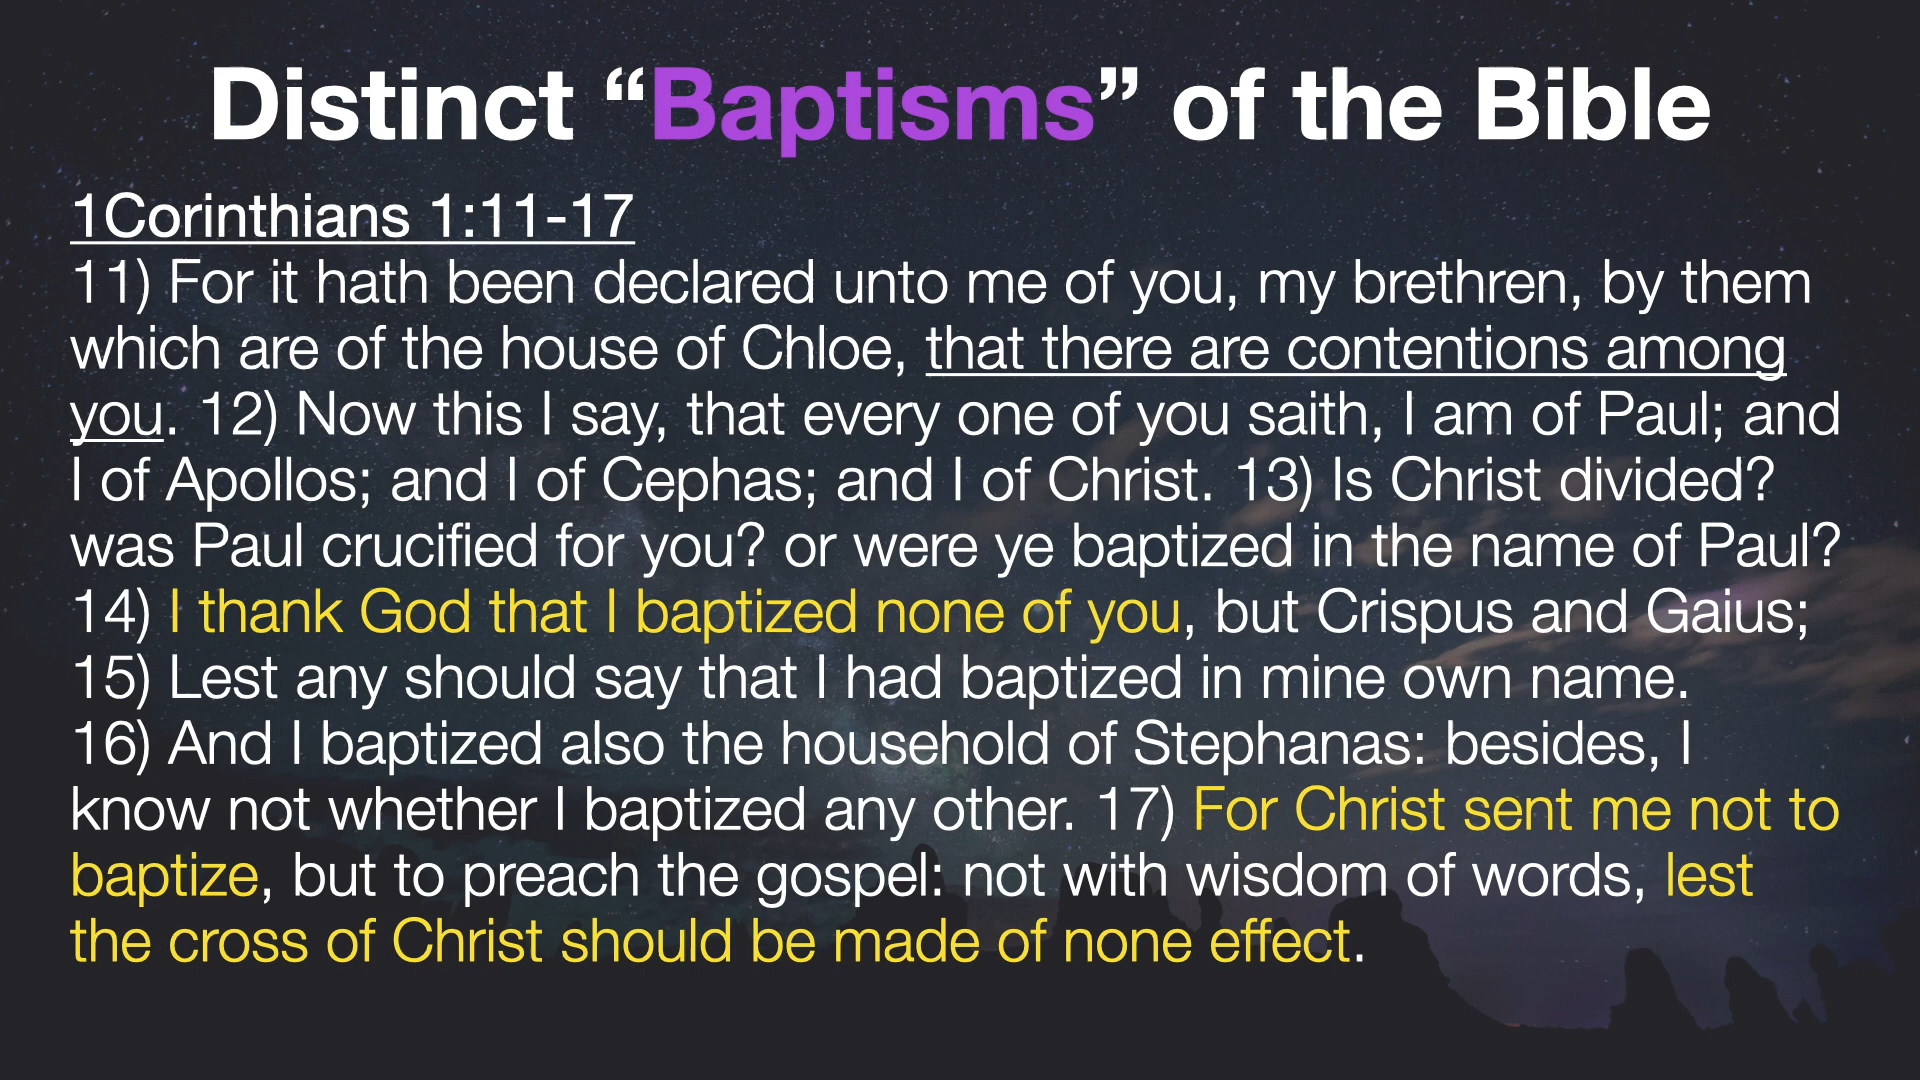 Distinct “Baptisms” of the Bible
1Corinthians 1:11-17
11) For it hath been declared unto me of you, my brethren, by them
which are of the house of Chloe, that there are contentions among
you. 12) Now this I say, that every one of you saith, I am of Paul; and
I of Apollos; and I of Cephas; and I of Christ. 13) Is Christ divided?
was Paul crucified for you? or were ye baptized in the name of Paul?
14) I thank God that I baptized none of you, but Crispus and Gaius;
15) Lest any should say that I had baptized in mine own name.
16) And I baptized also the household of Stephanas: besides, I
know not whether I baptized any other. 17) For Christ sent me not to
baptize, but to preach the gospel: not with wisdom of words, lest
the cross of Christ should be made of none effect.